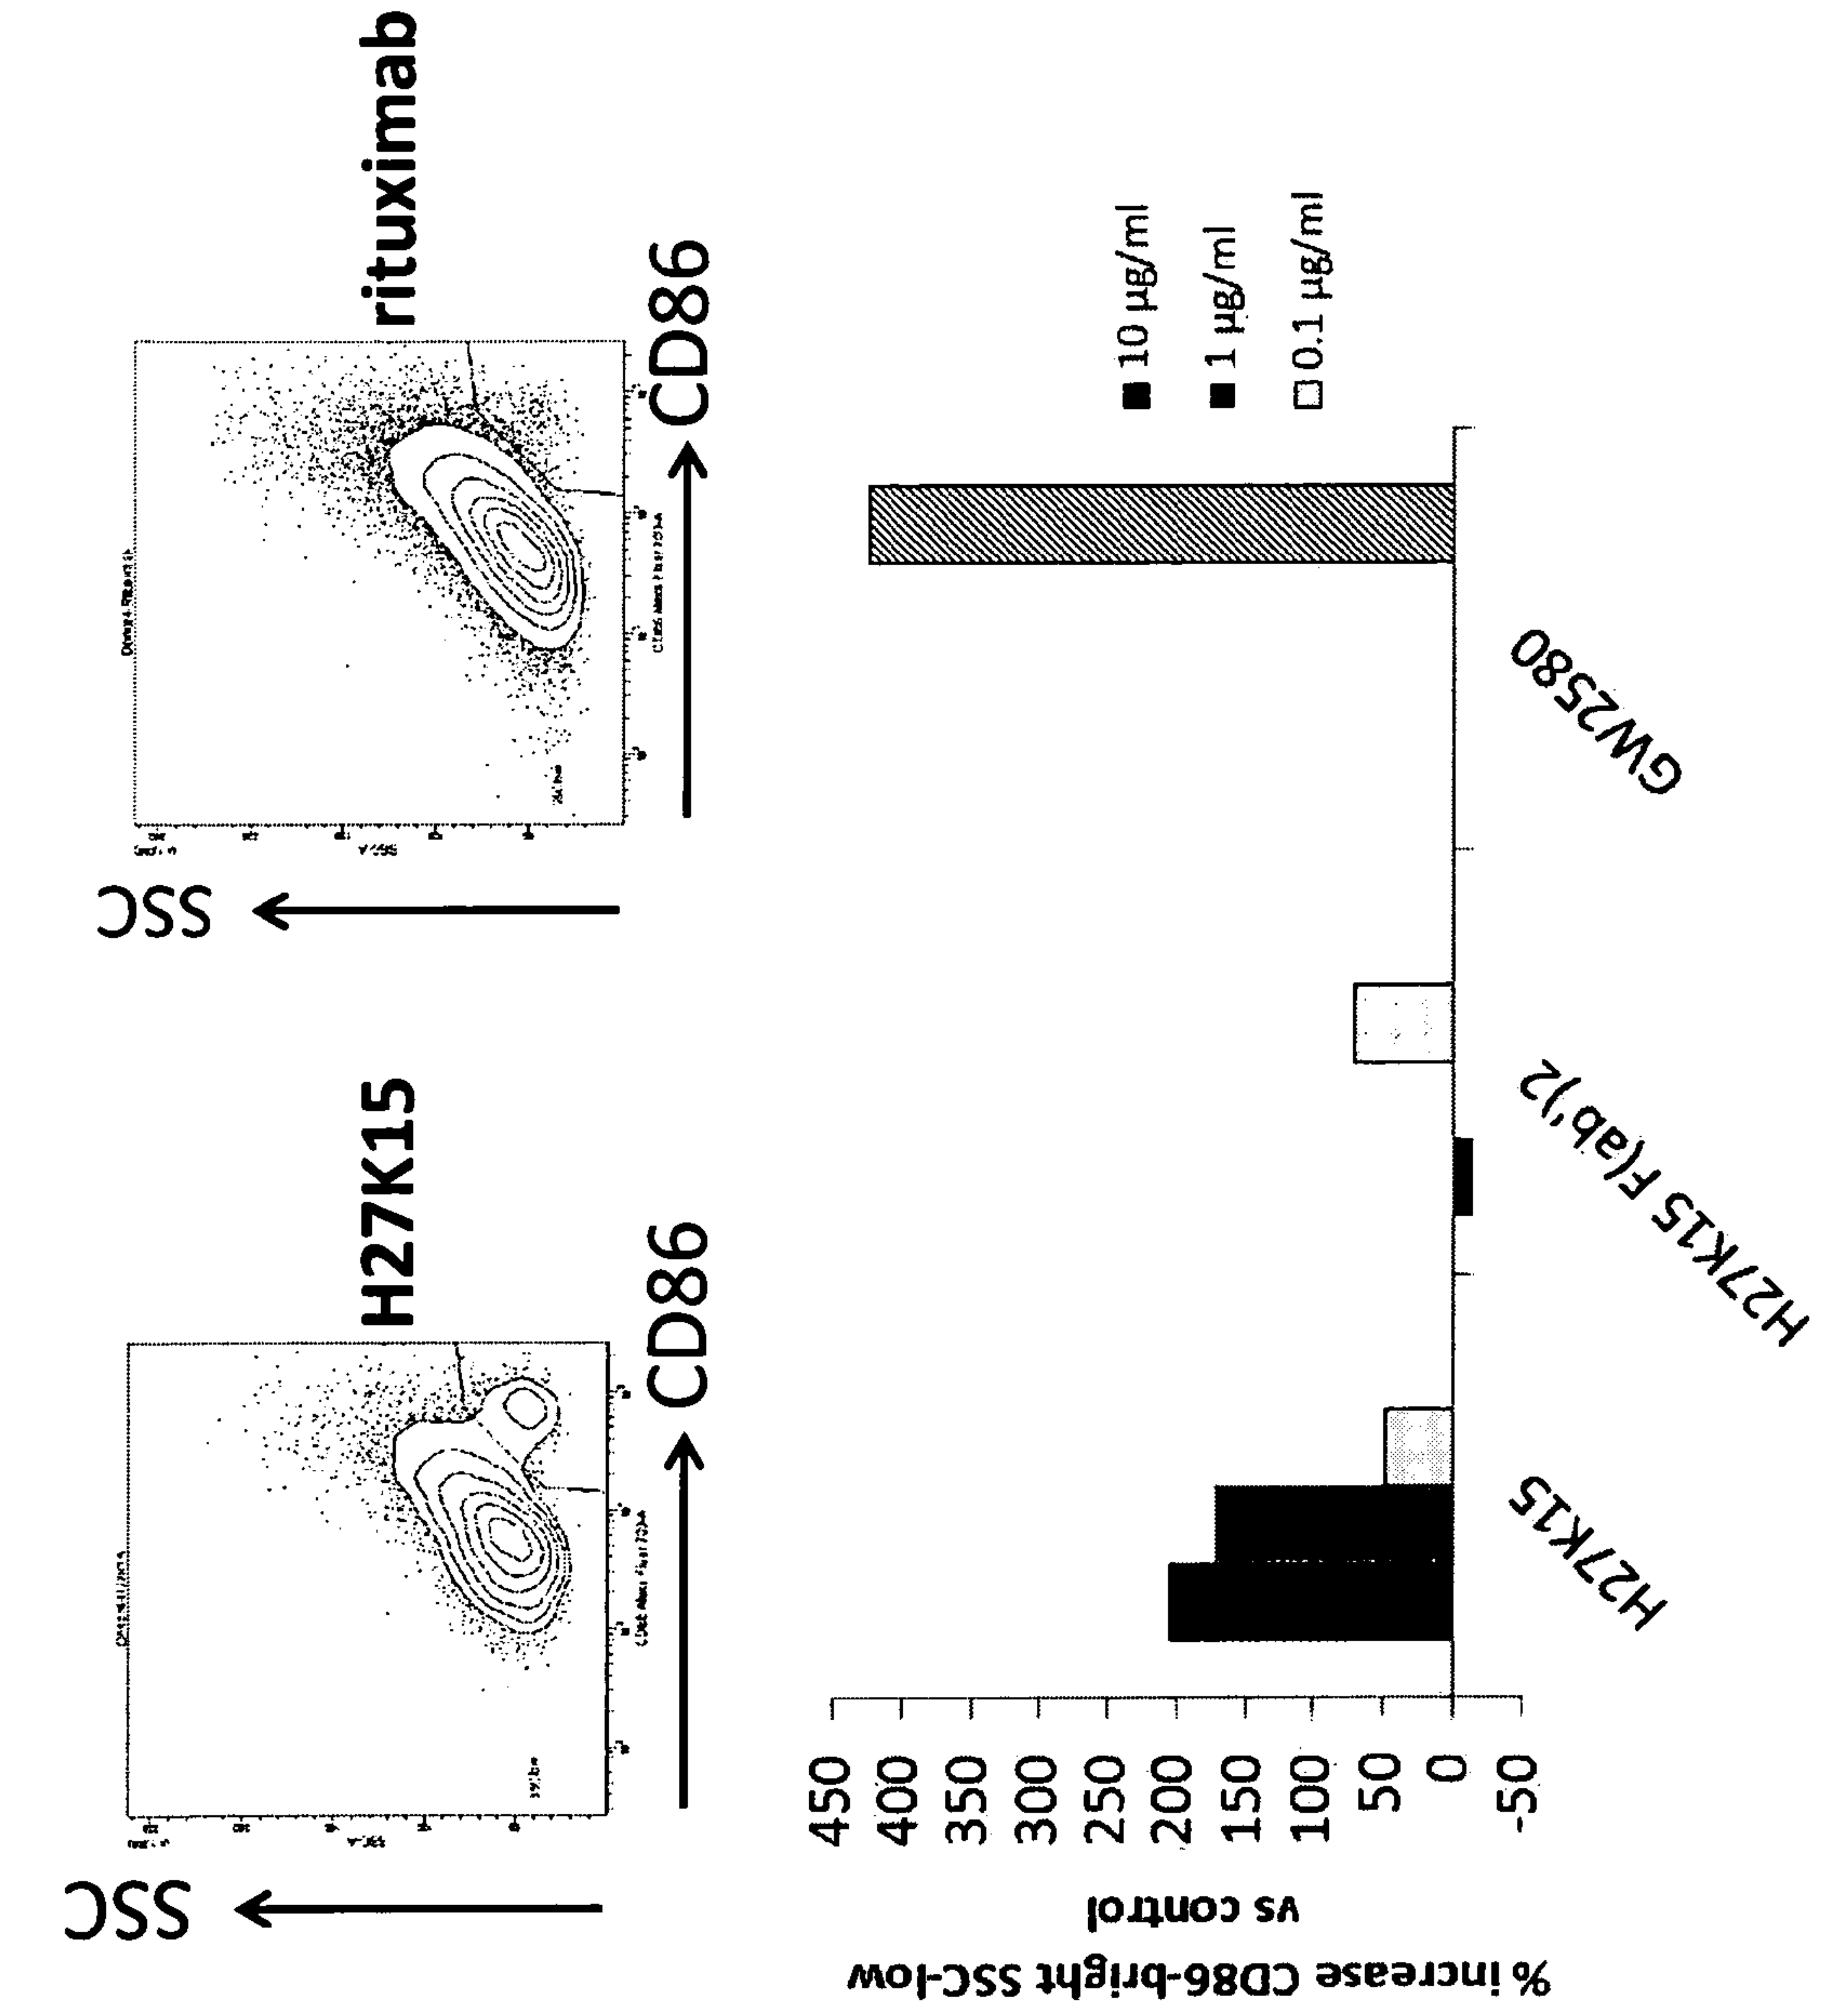 SSC
H27K15
CD86
SSC
rituximab
CD86
% increase CD86-bright SSC-low
vs control
450
400
350
300
250
200
150
100
50
0
-50
H27K15
H27K15 F(ab')2
GW2580
10 µg/ml
1 µg/ml
0.1 µg/ml